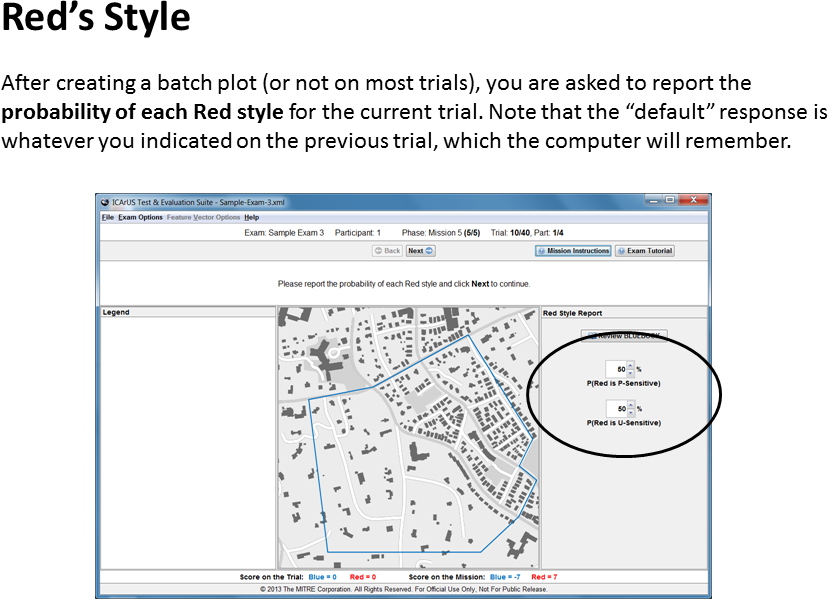 Red's Style
After creating a batch plot (or not on most trials), you are asked to report the
probability of each Red style for the current trial. Note that the “default” response is
whatever you indicated on the previous trial, which the computer will remember.
ICArUS Test & Evaluation Suite - Sample-Exam-3.xml
File Exam Options Feature Vector Options Help
Exam: Sample Exam 3 Participant: 1 Phase: Mission 5 (5/5) Trial: 10/40, Part: 1/4
Back Next Mission Instructions Exam Tutorial
Please report the probability of each Red style and click Next to continue.
Legend Red Style Report
Review BLUEBOOK
50 %
P(Red is P-Sensitive)
50 %
P(Red is U-Sensitive)
Score on the Trial: Blue = 0 Red = 0 Score on the Mission: Blue = -7 Red = 7
© 2013 The MITRE Corporation. All Rights Reserved. For Official Use Only, Not For Public Release.